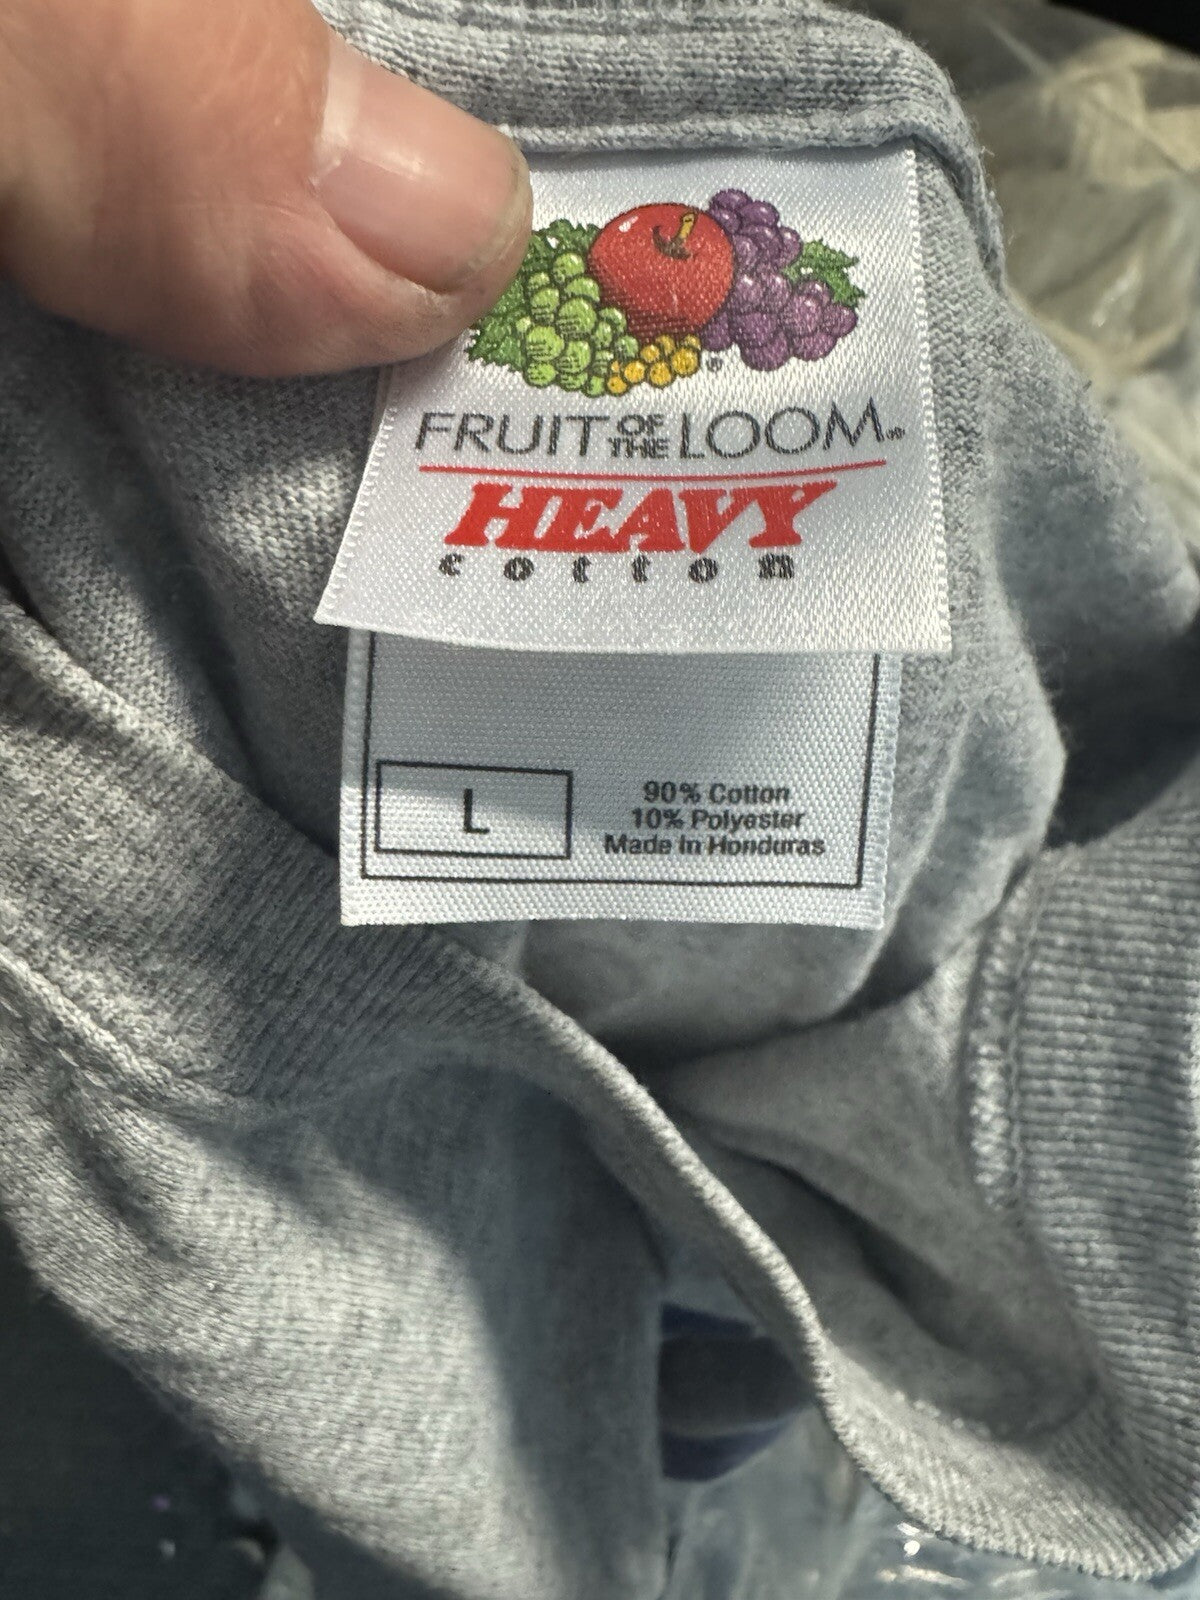 FRUIT OF THE LOOM®
HEAVY
cotton
L
90% Cotton
10% Polyester
Made in Honduras